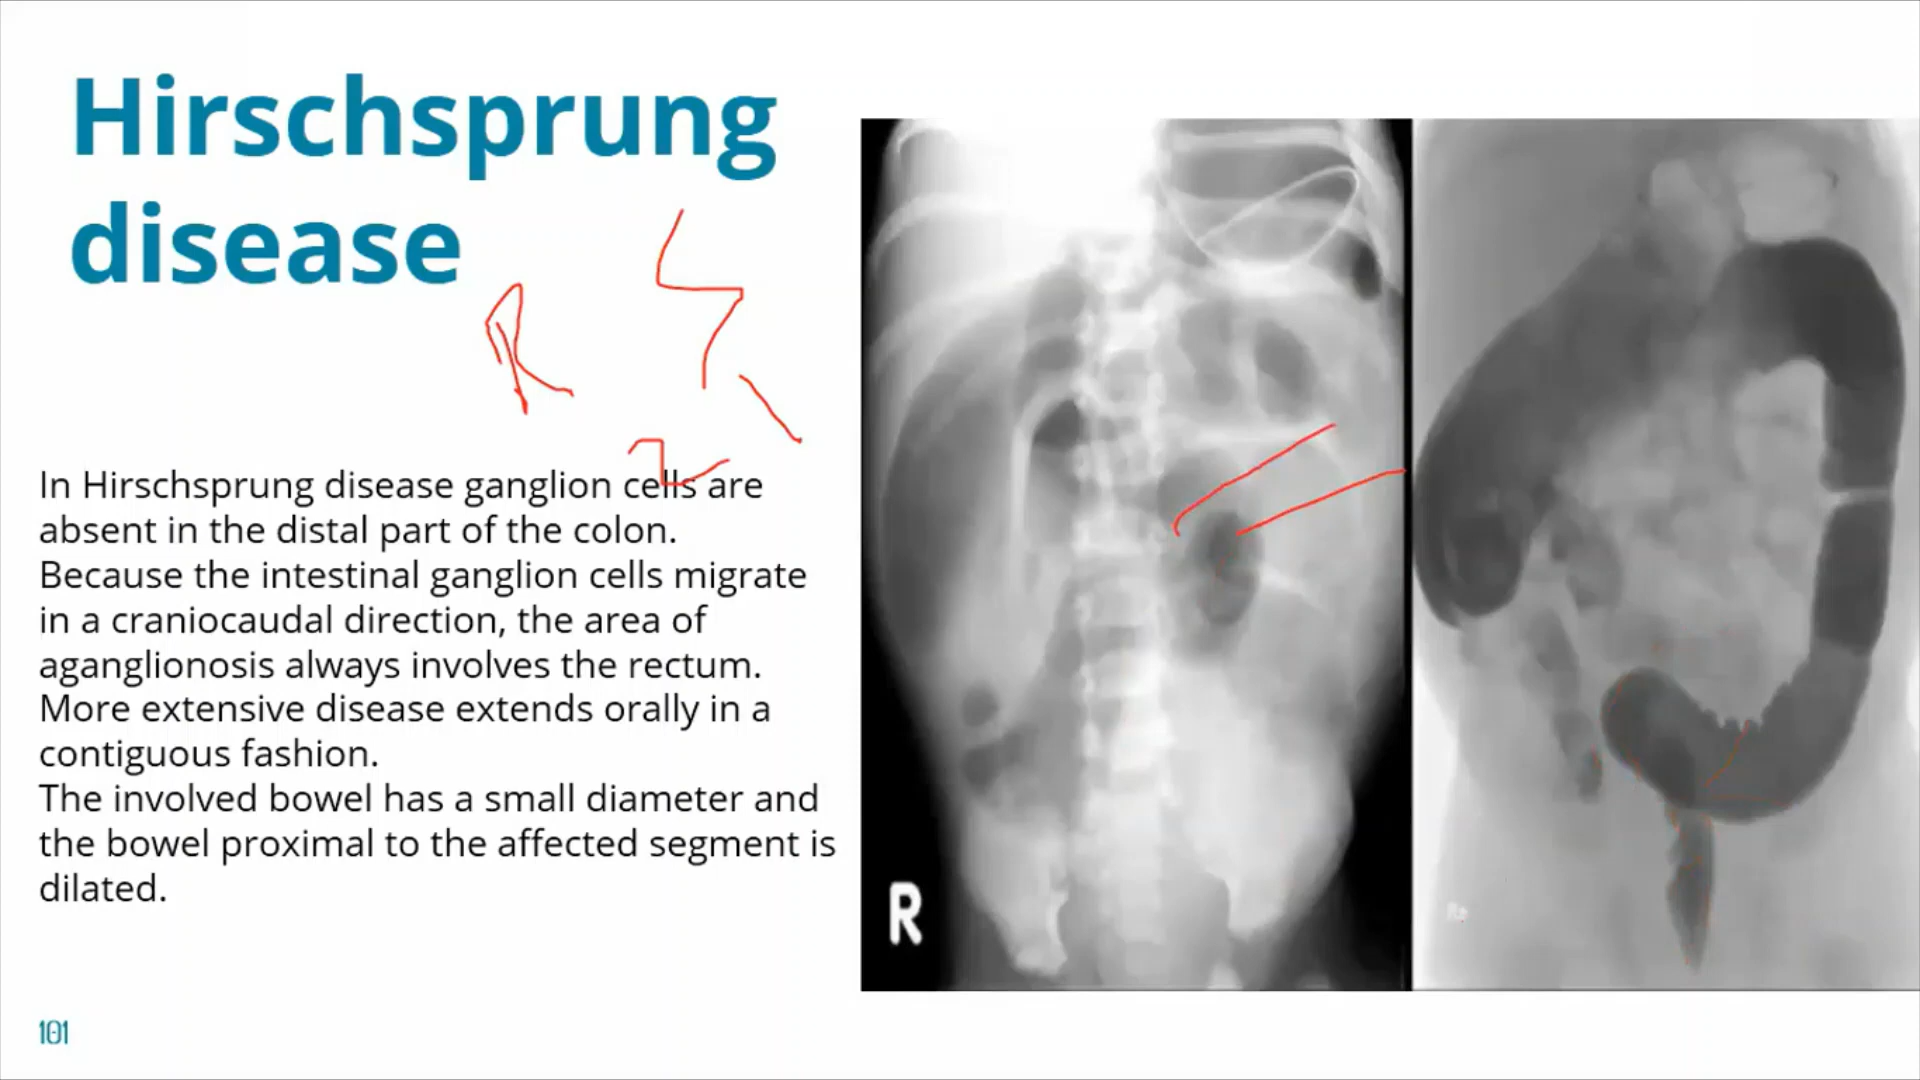 Hirschsprung
disease
R S
In Hirschsprung disease ganglion cells are
absent in the distal part of the colon.
Because the intestinal ganglion cells migrate
in a craniocaudal direction, the area of
aganglionosis always involves the rectum.
More extensive disease extends orally in a
contiguous fashion.
The involved bowel has a small diameter and
the bowel proximal to the affected segment is
dilated.
R
101